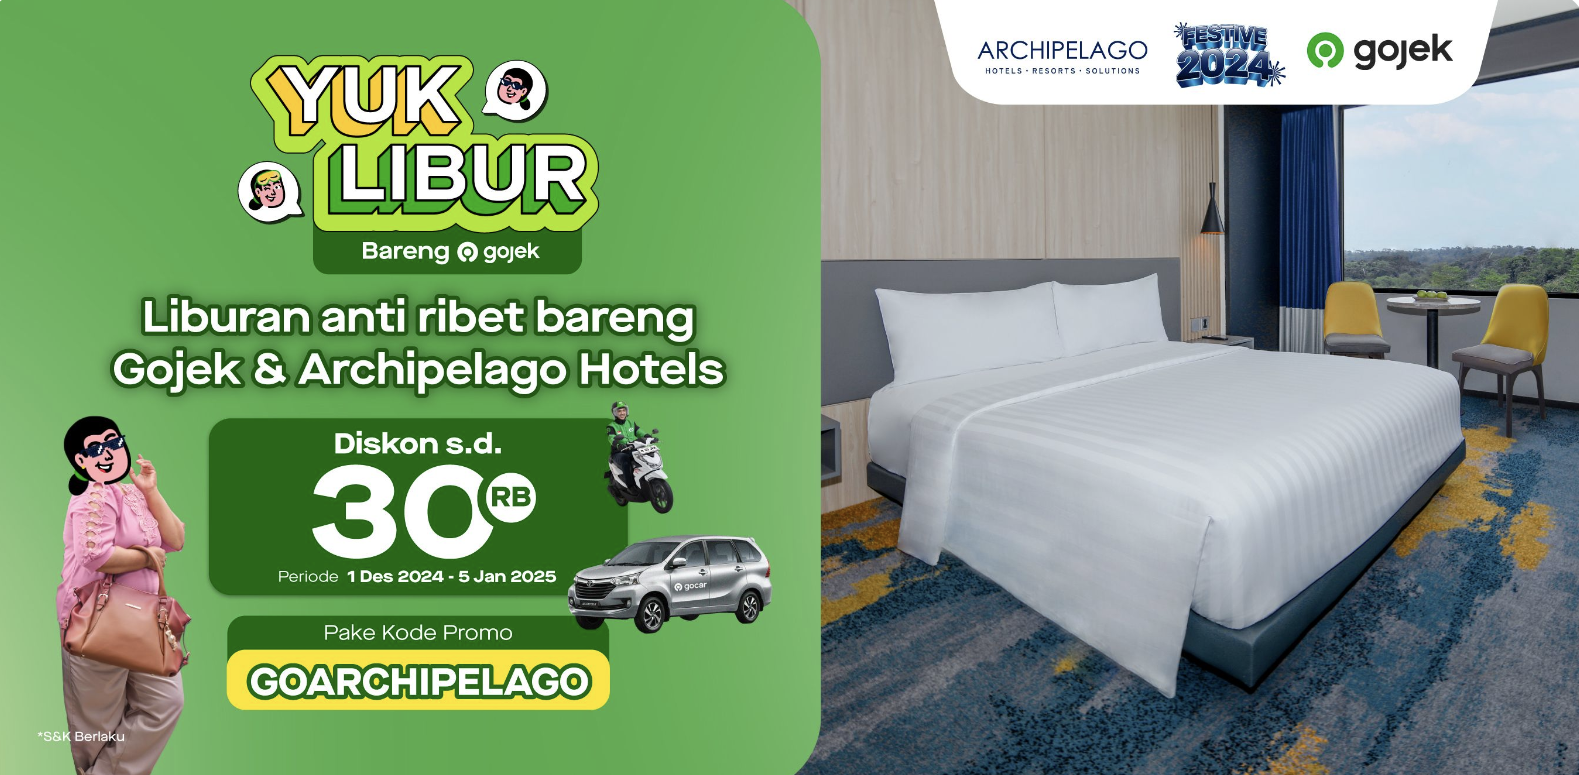 YUK
LIBUR
Bareng gojek
Liburan anti ribet bareng
Gojek & Archipelago Hotels
Diskon s.d.
30 RB
Periode 1 Des 2024 - 5 Jan 2025
gocar
Pake Kode Promo
GOARCHIPELAGO
*S&K Berlaku
ARCHIPELAGO
HOTELS · RESORTS · SOLUTIONS
FESTIVE
2024
gojek